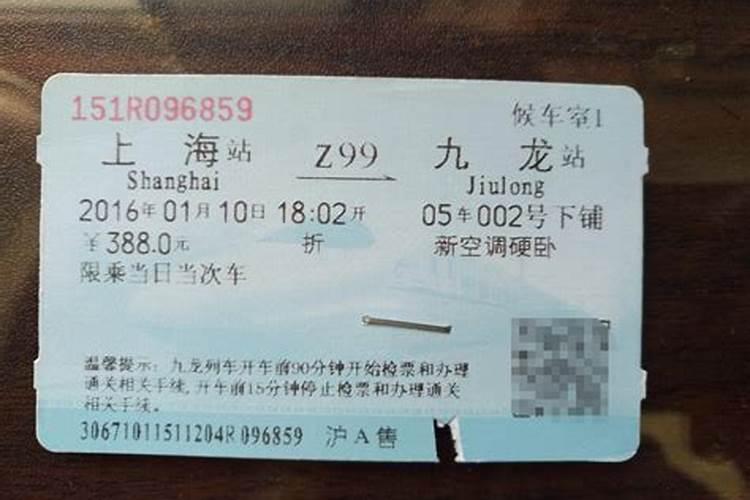 151R096859 候车室1
上海站 Z99 九龙站
Shanghai Jiulong
2016年01月10日 18:02开 05车002号下铺
￥388.0元 折 新空调硬卧
限乘当日当次车
温馨提示：九龙列车开车前90分钟开始检票和办理
通关相关手续,开车前15分钟停止检票和办理通关
相关手续。
30671011511204R096859 沪A售